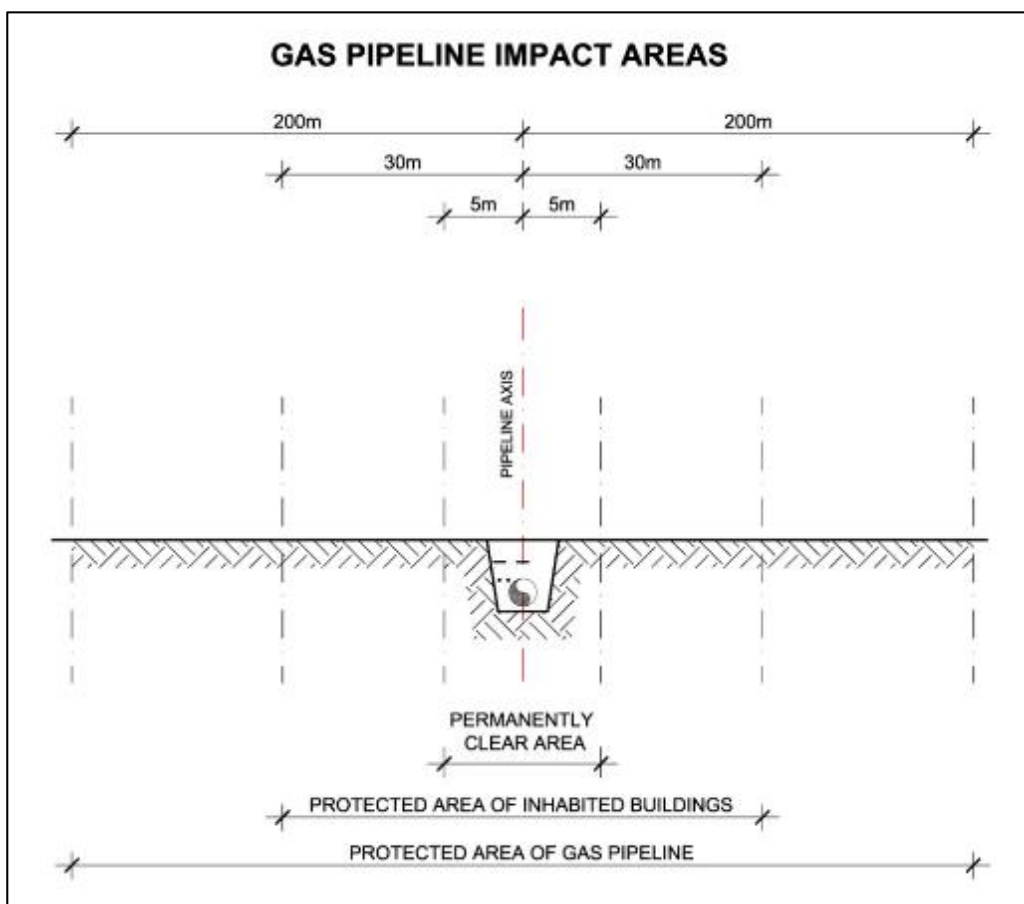 GAS PIPELINE IMPACT AREAS
200m 200m
30m 30m
5m 5m
PIPELINE AXIS
PERMANENTLY
CLEAR AREA
PROTECTED AREA OF INHABITED BUILDINGS
PROTECTED AREA OF GAS PIPELINE